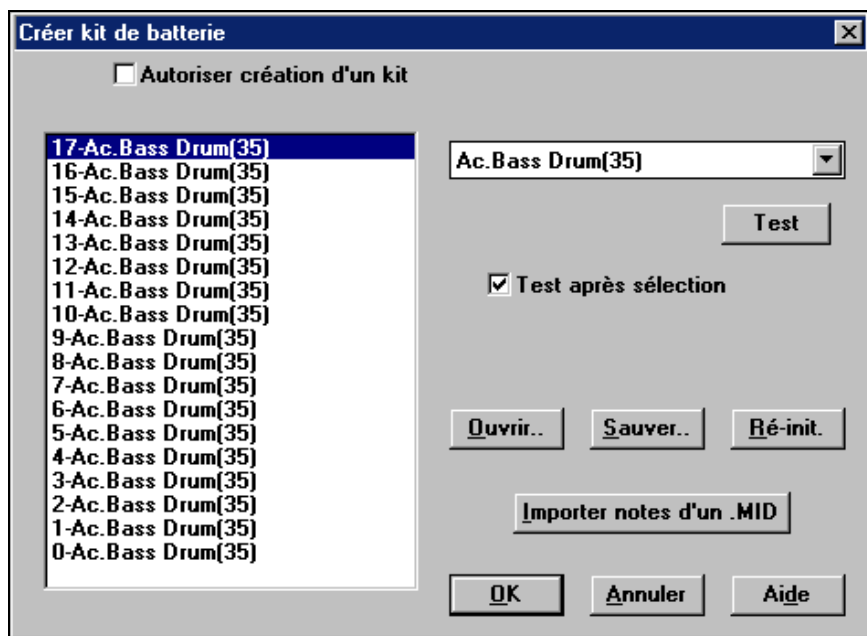 Créer kit de batterie
Autoriser création d'un kit
17-Ac.Bass Drum(35)
16-Ac.Bass Drum(35)
15-Ac.Bass Drum(35)
14-Ac.Bass Drum(35)
13-Ac.Bass Drum(35)
12-Ac.Bass Drum(35)
11-Ac.Bass Drum(35)
10-Ac.Bass Drum(35)
9-Ac.Bass Drum(35)
8-Ac.Bass Drum(35)
7-Ac.Bass Drum(35)
6-Ac.Bass Drum(35)
5-Ac.Bass Drum(35)
4-Ac.Bass Drum(35)
3-Ac.Bass Drum(35)
2-Ac.Bass Drum(35)
1-Ac.Bass Drum(35)
0-Ac.Bass Drum(35)
Ac.Bass Drum(35)
Test
Test après sélection
Ouvrir.. Sauver.. Ré-init.
Importer notes d'un .MID
OK Annuler Aide